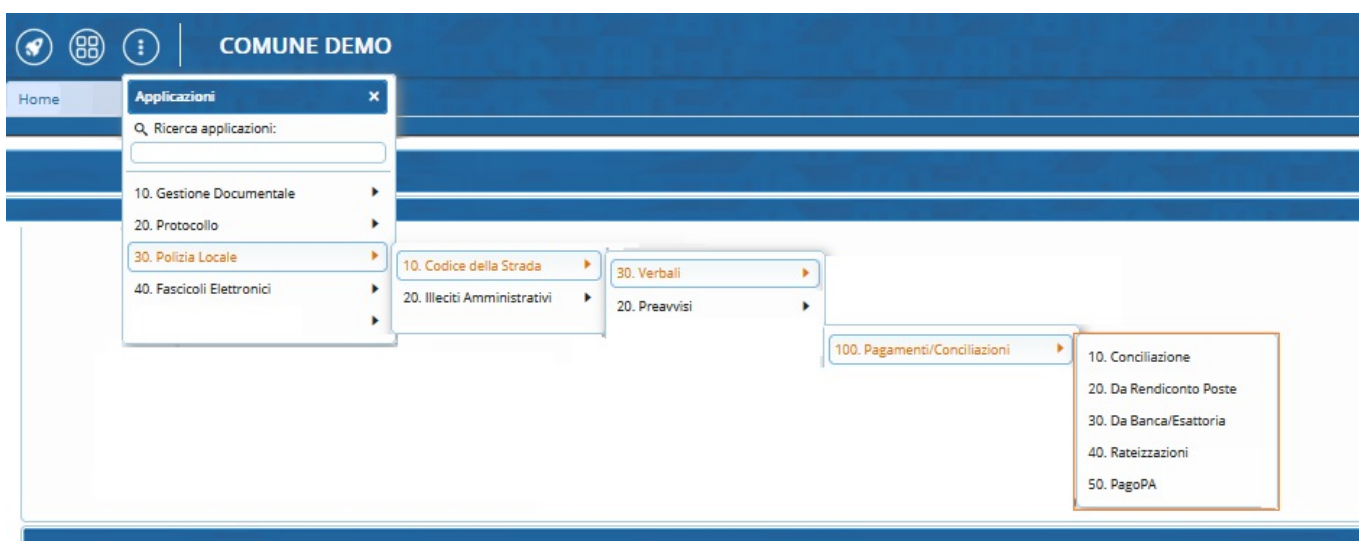 COMUNE DEMO
Home
Applicazioni
Ricerca applicazioni:
10. Gestione Documentale
20. Protocollo
30. Polizia Locale
40. Fascicoli Elettronici
10. Codice della Strada
20. Illeciti Amministrativi
30. Verbali
20. Preavvisi
100. Pagamenti/Conciliazioni
10. Conciliazione
20. Da Rendiconto Poste
30. Da Banca/Esattoria
40. Rateizzazioni
50. PagoPA